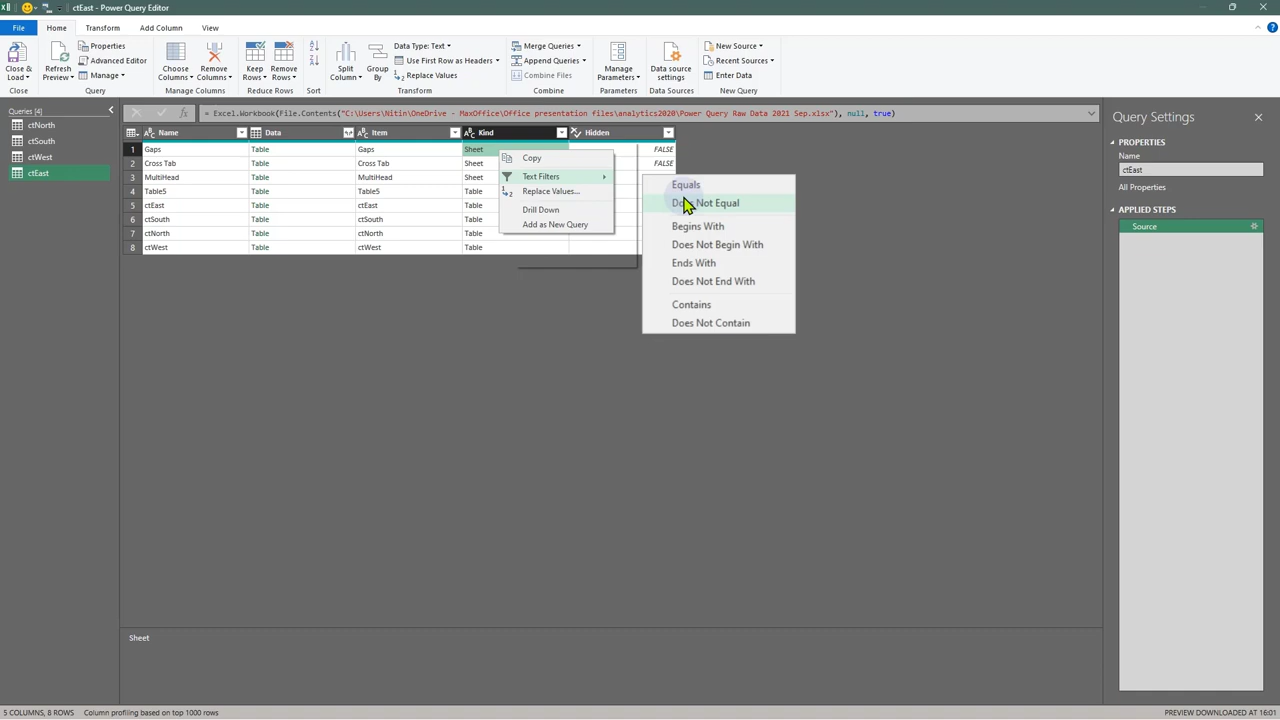 ctEast - Power Query Editor
File Home Transform Add Column View
Close & Load
Close
Refresh Preview
Properties
Advanced Editor
Manage
Query
Choose Columns
Remove Columns
Manage Columns
Keep Rows
Remove Rows
Reduce Rows
Sort
Split Column
Group By
Data Type: Text
Use First Row as Headers
Replace Values
Transform
Merge Queries
Append Queries
Combine Files
Combine
Manage Parameters
Parameters
Data source settings
Data Sources
New Source
Recent Sources
Enter Data
New Query
Queries [4]
ctNorth
ctSouth
ctWest
ctEast
= Excel.Workbook(File.Contents("C:\Users\Nitin\OneDrive - MaxOffice\Office presentation files\analytics2020\Power Query Raw Data 2021 Sep.xlsx"), null, true)
Name Data Item Kind Hidden
1 Gaps Table Gaps Sheet FALSE
2 Cross Tab Table Cross Tab Sheet FALSE
3 MultiHead Table MultiHead Sheet
4 Table5 Table Table5 Table
5 ctEast Table ctEast Table
6 ctSouth Table ctSouth Table
7 ctNorth Table ctNorth Table
8 ctWest Table ctWest Table
Copy
Text Filters
Replace Values...
Drill Down
Add as New Query
Equals
Does Not Equal
Begins With
Does Not Begin With
Ends With
Does Not End With
Contains
Does Not Contain
Query Settings
PROPERTIES
Name
ctEast
All Properties
APPLIED STEPS
Source
Sheet
5 COLUMNS, 8 ROWS Column profiling based on top 1000 rows
PREVIEW DOWNLOADED AT 16:01